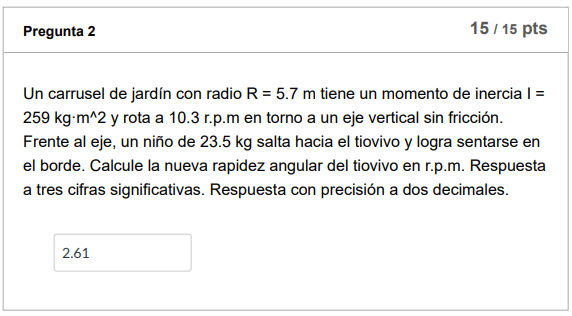 Pregunta 2
15 / 15 pts
Un carrusel de jardín con radio R = 5.7 m tiene un momento de inercia I =
259 kg·m^2 y rota a 10.3 r.p.m en torno a un eje vertical sin fricción.
Frente al eje, un niño de 23.5 kg salta hacia el tiovivo y logra sentarse en
el borde. Calcule la nueva rapidez angular del tiovivo en r.p.m. Respuesta
a tres cifras significativas. Respuesta con precisión a dos decimales.
2.61